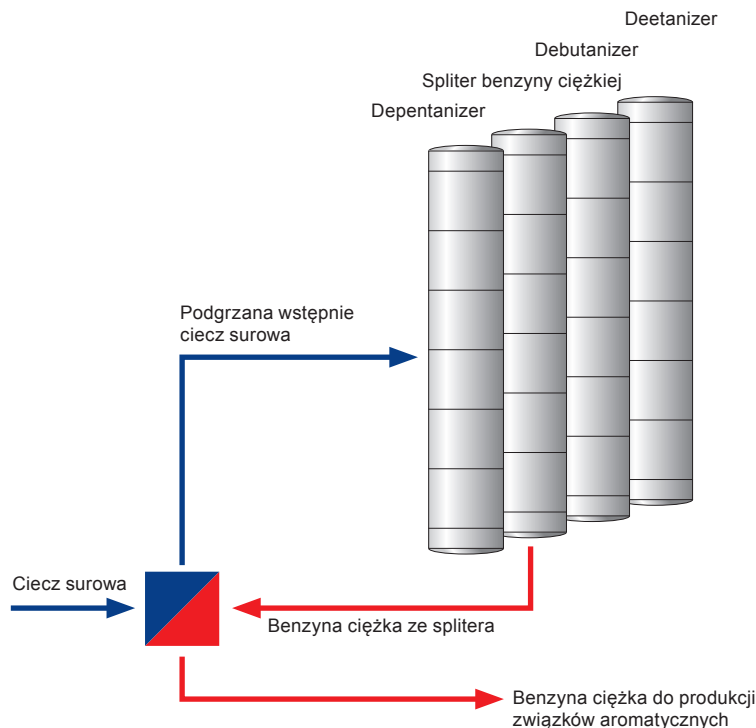 Deetanizer
Debutanizer
Spliter benzyny ciężkiej
Depentanizer
Podgrzana wstępnie
ciecz surowa
Ciecz surowa
Benzyna ciężka ze splitera
Benzyna ciężka do produkcji
związków aromatycznych